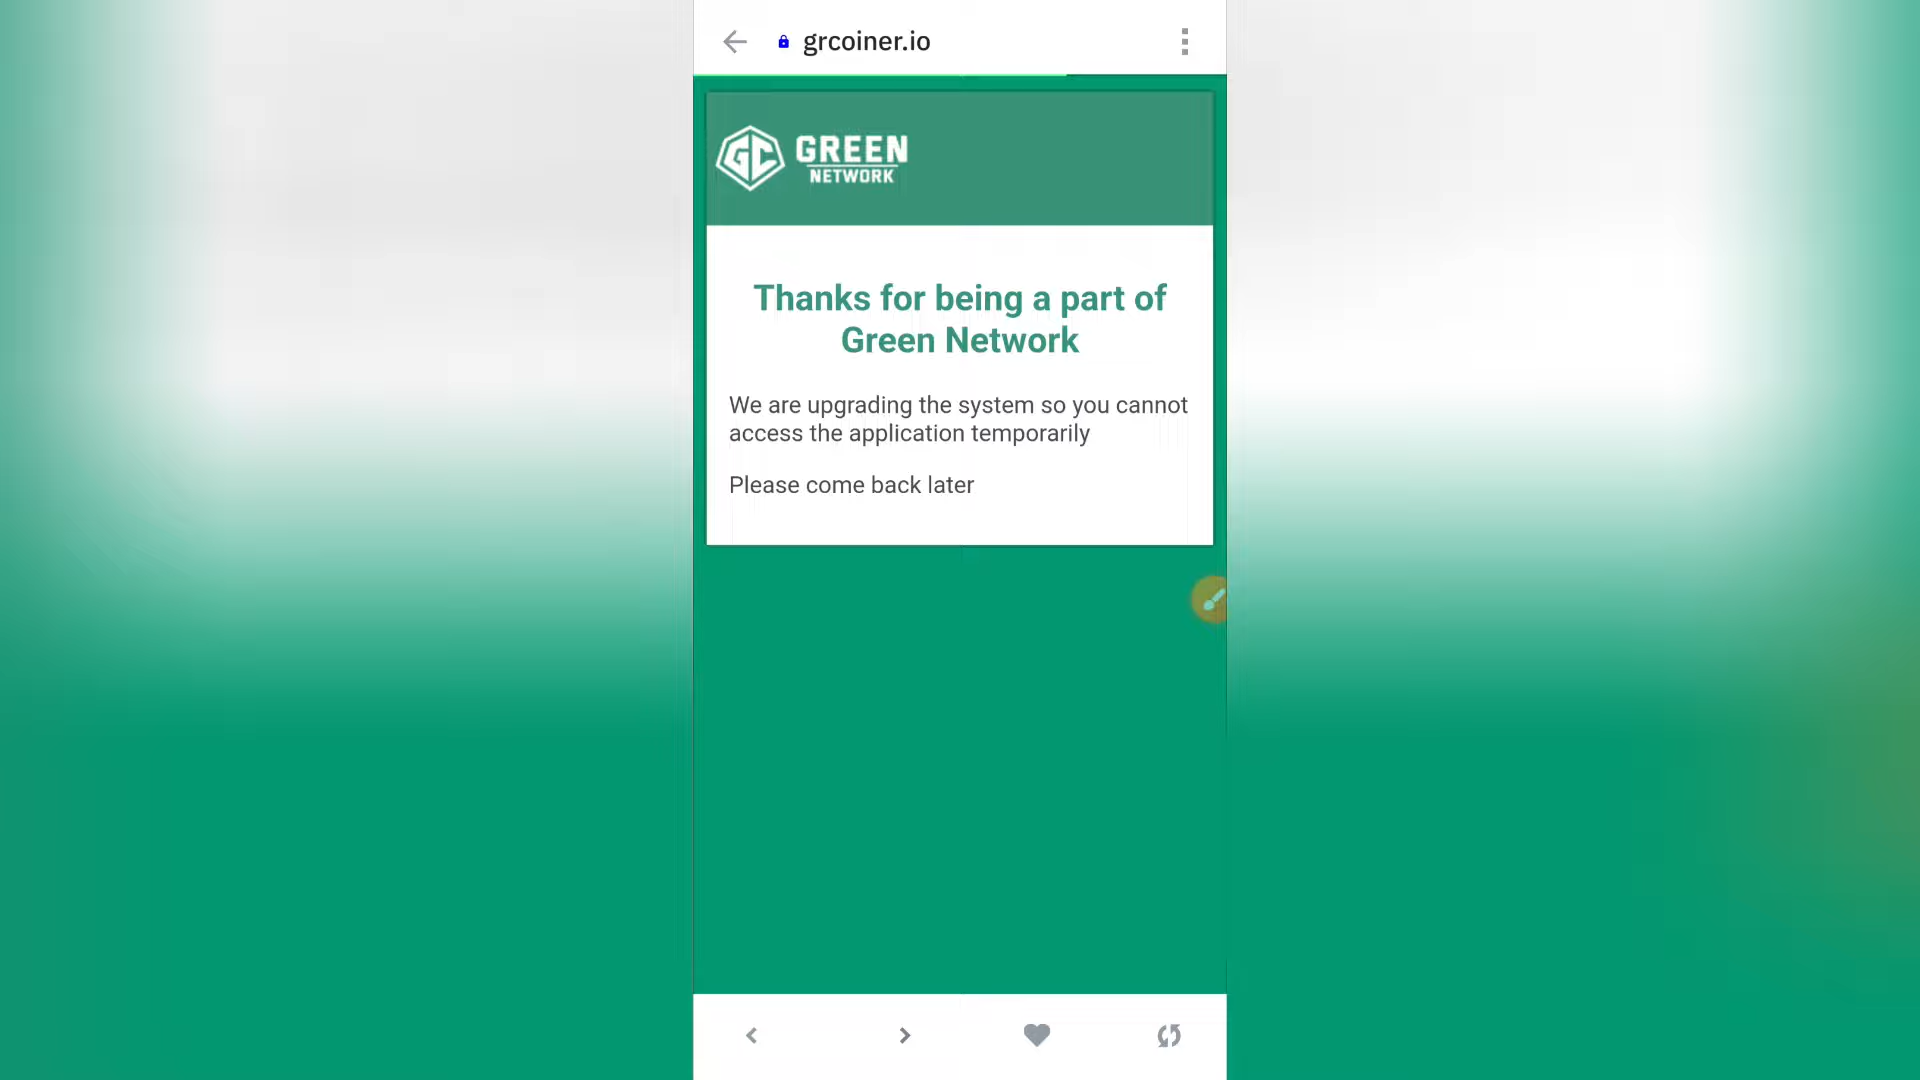 grcoiner.io
GC GREEN
NETWORK
Thanks for being a part of
Green Network
We are upgrading the system so you cannot
access the application temporarily
Please come back later